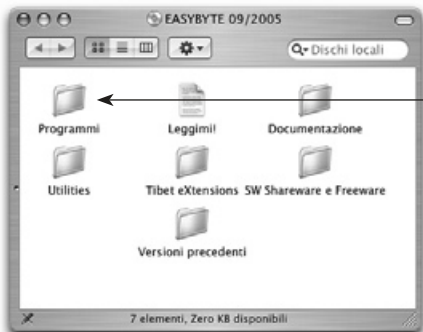 EASYBYTE 09/2005
Dischi locali
Programmi
Leggimi!
Documentazione
Utilities
Tibet eXtensions
SW Shareware e Freeware
Versioni precedenti
7 elementi, Zero KB disponibili